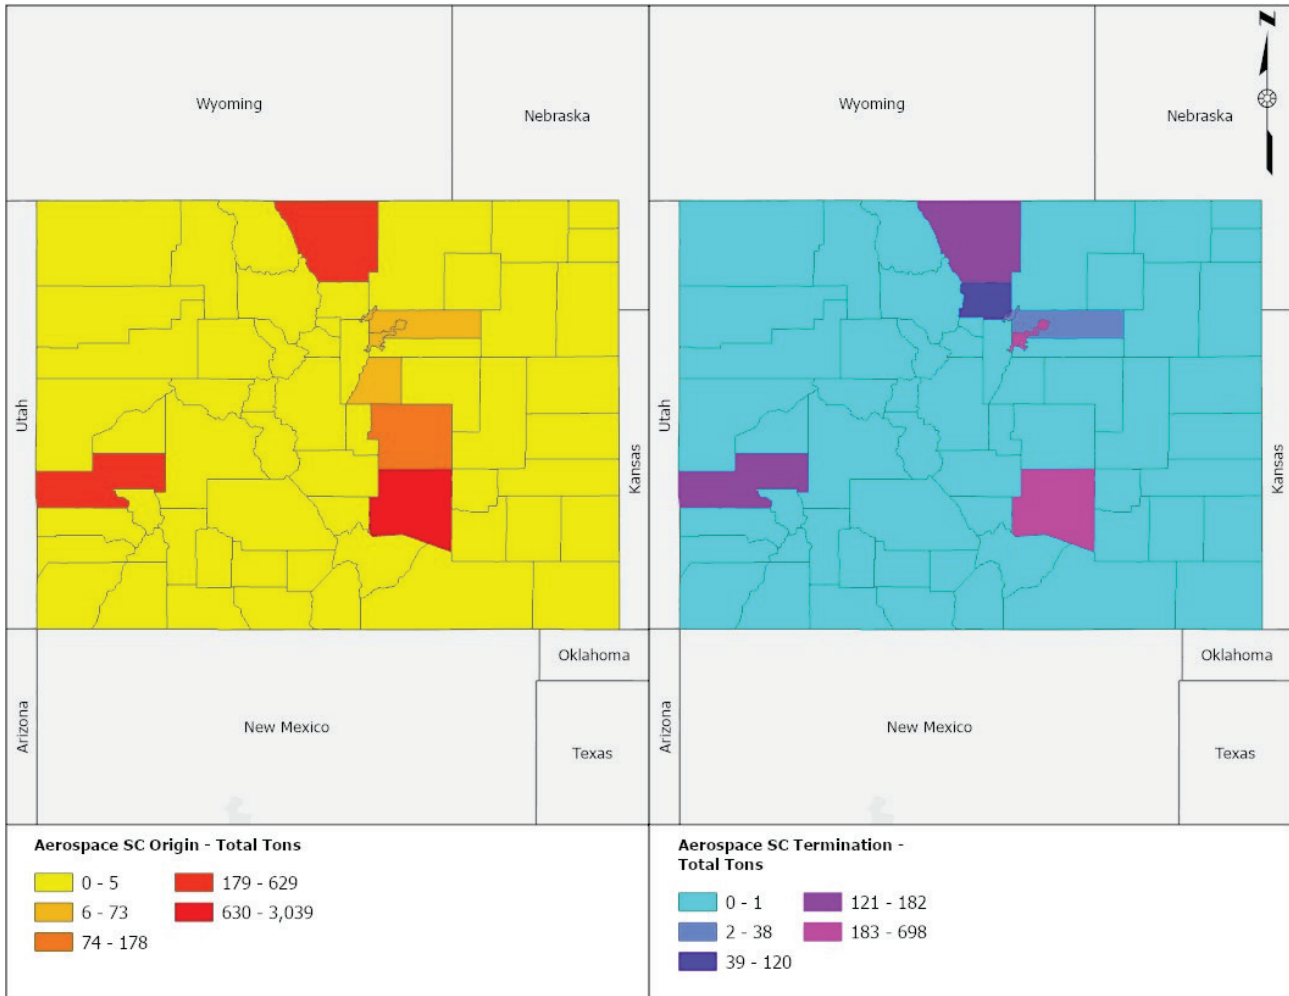 Wyoming
Nebraska
Utah
Kansas
Arizona
New Mexico
Oklahoma
Texas
Aerospace SC Origin - Total Tons
0 - 5
6 - 73
74 - 178
179 - 629
630 - 3,039
N
Wyoming
Nebraska
Utah
Kansas
Arizona
New Mexico
Oklahoma
Texas
Aerospace SC Termination -
Total Tons
0 - 1
2 - 38
39 - 120
121 - 182
183 - 698